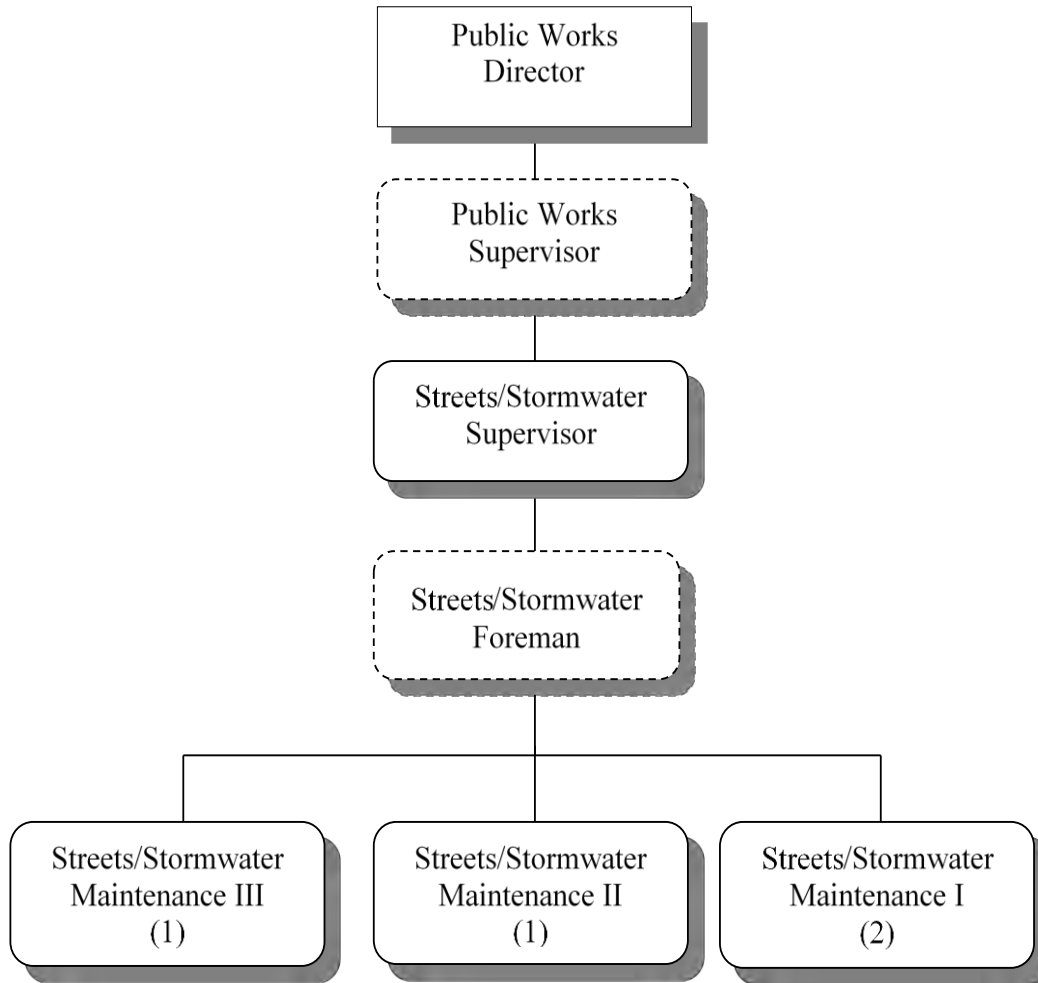 Public Works
Director
Public Works
Supervisor
Streets/Stormwater
Supervisor
Streets/Stormwater
Foreman
Streets/Stormwater
Maintenance III
(1)
Streets/Stormwater
Maintenance II
(1)
Streets/Stormwater
Maintenance I
(2)